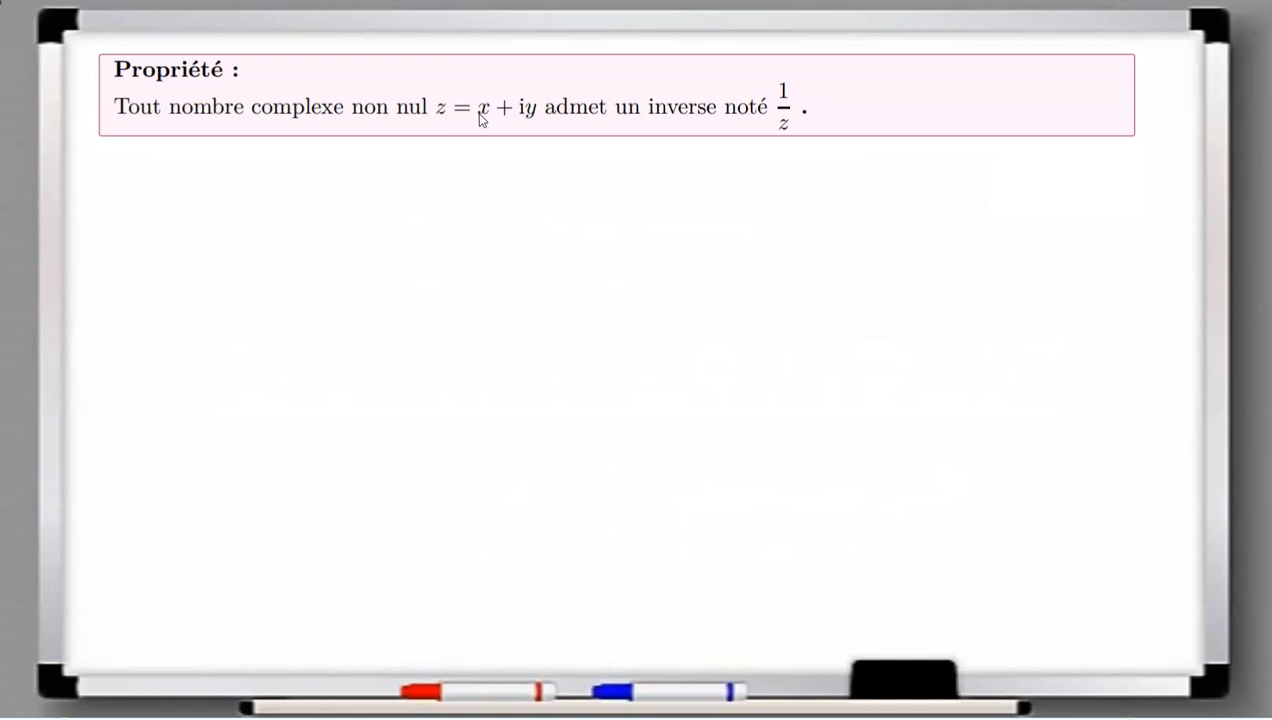 Propriété :
Tout nombre complexe non nul z = x + iy admet un inverse noté 1/z .